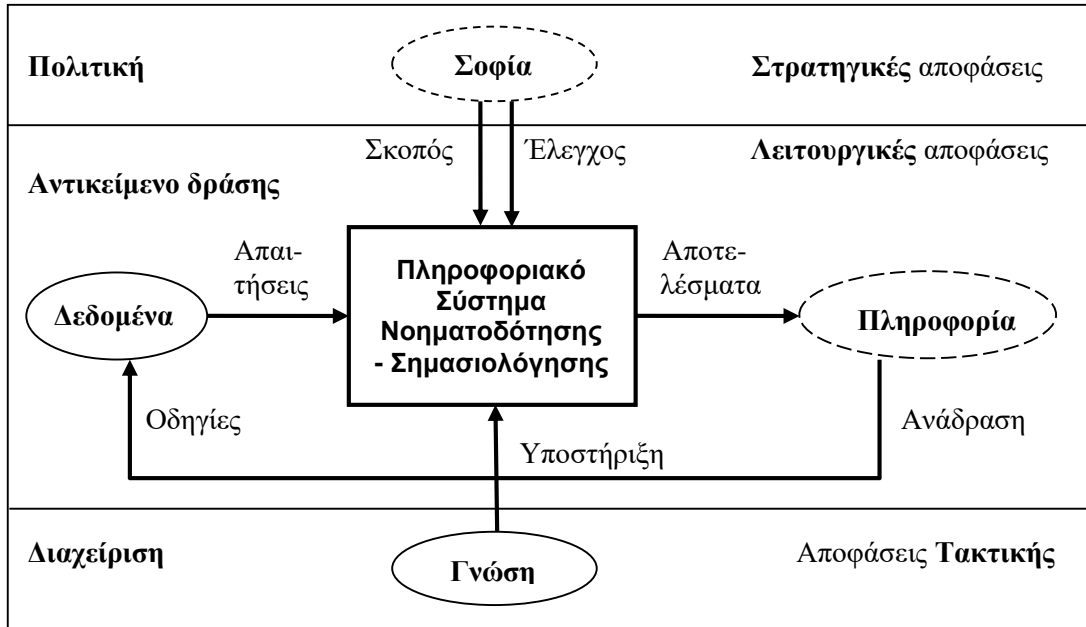 Πολιτική
Σοφία
Στρατηγικές αποφάσεις
Σκοπός
Έλεγχος
Λειτουργικές αποφάσεις
Αντικείμενο δράσης
Δεδομένα
Απαι-
τήσεις
Πληροφοριακό
Σύστημα
Νοηματοδότησης
- Σημασιολόγησης
Αποτε-
λέσματα
Πληροφορία
Οδηγίες
Υποστήριξη
Ανάδραση
Διαχείριση
Γνώση
Αποφάσεις Τακτικής